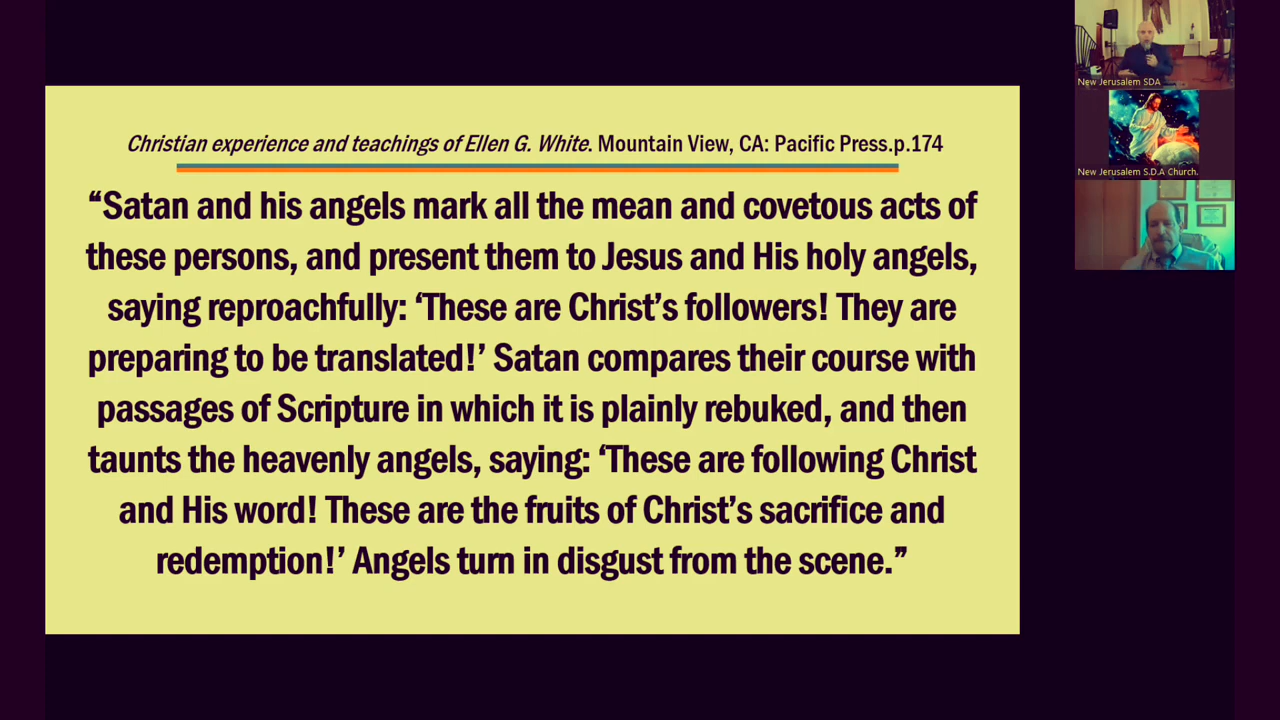 Christian experience and teachings of Ellen G. White. Mountain View, CA: Pacific Press.p.174
“Satan and his angels mark all the mean and covetous acts of
these persons, and present them to Jesus and His holy angels,
saying reproachfully: ‘These are Christ’s followers! They are
preparing to be translated!’ Satan compares their course with
passages of Scripture in which it is plainly rebuked, and then
taunts the heavenly angels, saying: ‘These are following Christ
and His word! These are the fruits of Christ’s sacrifice and
redemption!’ Angels turn in disgust from the scene.”
New Jerusalem SDA
New Jerusalem S.D.A Church.